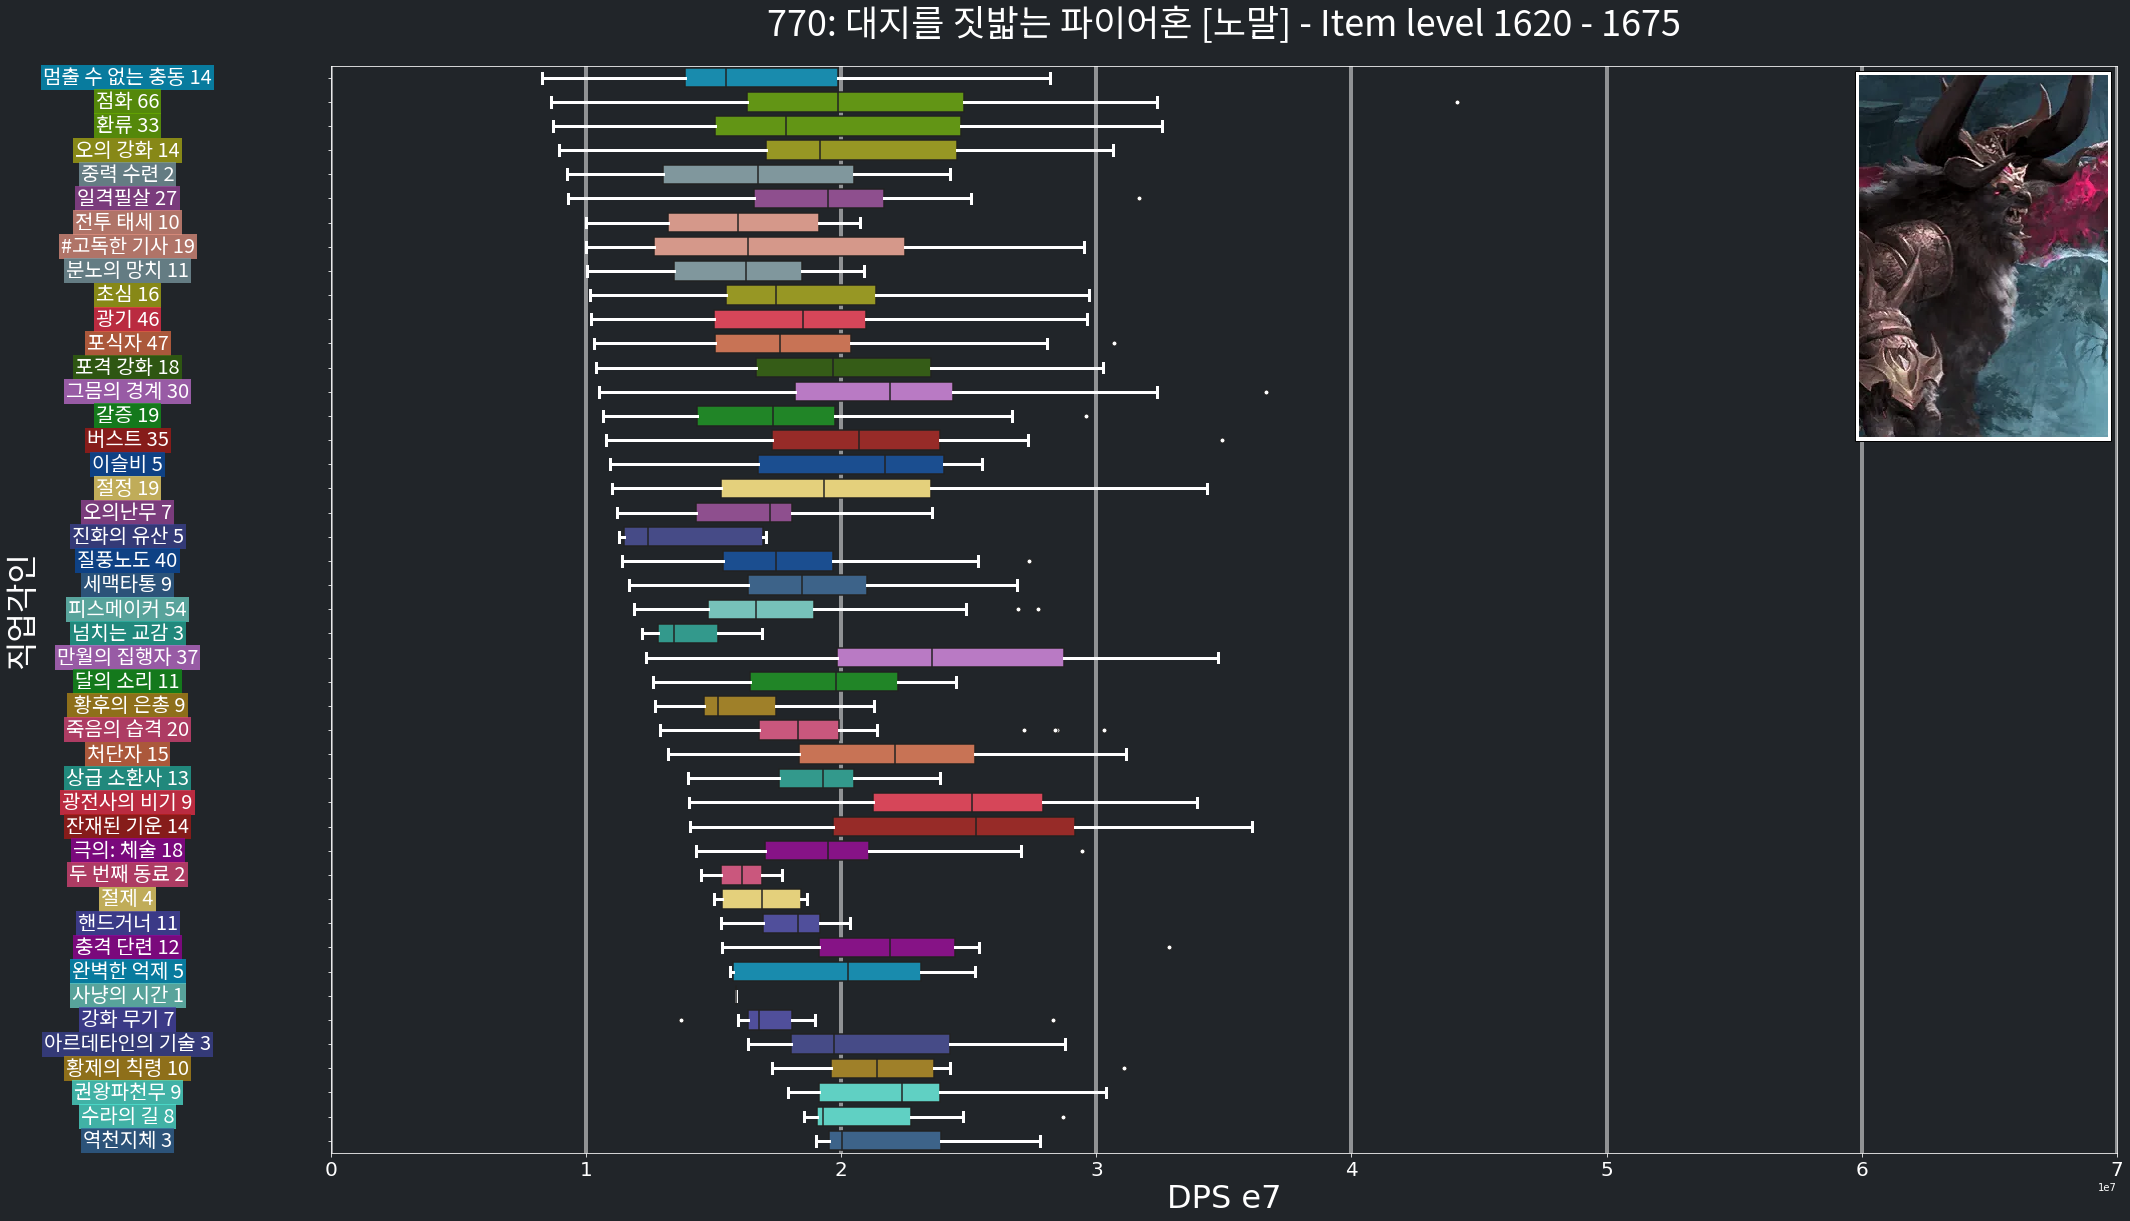 770: 대지를 짓밟는 파이어혼 [노말] - Item level 1620 - 1675
직업각인
멈출 수 없는 충동 14
점화 66
환류 33
오의 강화 14
중력 수련 2
일격필살 27
전투 태세 10
#고독한 기사 19
분노의 망치 11
초심 16
광기 46
포식자 47
포격 강화 18
그믐의 경계 30
갈증 19
버스트 35
이슬비 5
절정 19
오의난무 7
진화의 유산 5
질풍노도 40
세맥타통 9
피스메이커 54
넘치는 교감 3
만월의 집행자 37
달의 소리 11
황후의 은총 9
죽음의 습격 20
처단자 15
상급 소환사 13
광전사의 비기 9
잔재된 기운 14
극의: 체술 18
두 번째 동료 2
절제 4
핸드거너 11
충격 단련 12
완벽한 억제 5
사냥의 시간 1
강화 무기 7
아르데타인의 기술 3
황제의 칙령 10
권왕파천무 9
수라의 길 8
역천지체 3
0 1 2 3 4 5 6 7
1e7
DPS e7